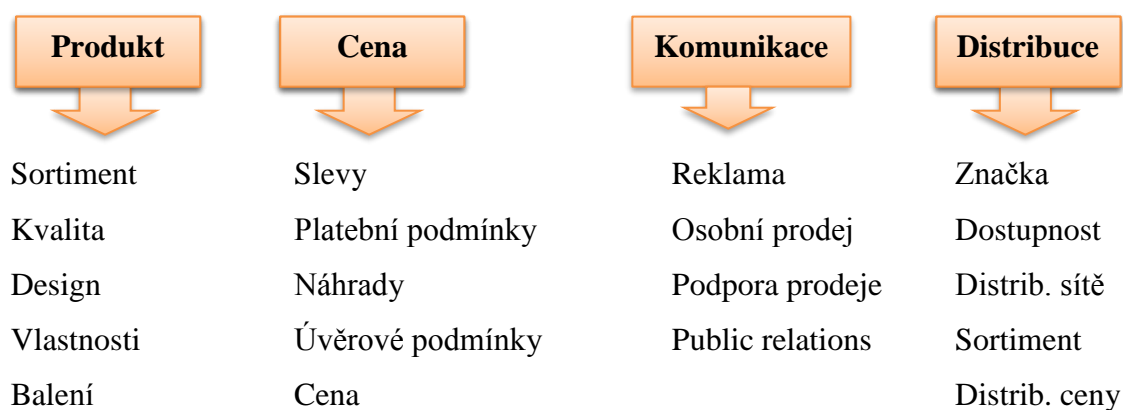 Produkt
Cena
Komunikace
Distribuce
Sortiment
Slevy
Reklama
Značka
Kvalita
Platební podmínky
Osobní prodej
Dostupnost
Design
Náhrady
Podpora prodeje
Distrib. sítě
Vlastnosti
Úvěrové podmínky
Public relations
Sortiment
Balení
Cena
Distrib. ceny